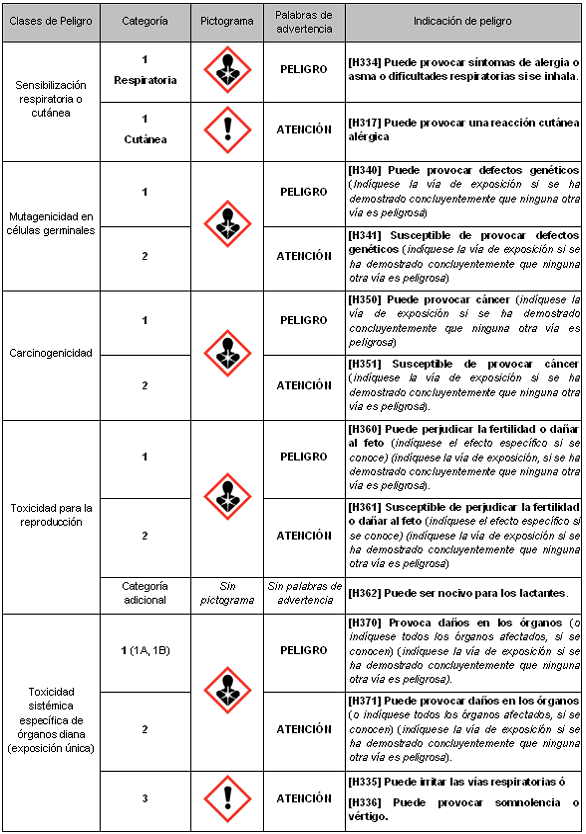 Clases de Peligro
Categoría
Pictograma
Palabras de
advertencia
Indicación de peligro
Sensibilización
respiratoria o
cutánea
1
Respiratoria
PELIGRO
[H334] Puede provocar síntomas de alergia o
asma o dificultades respiratorias si se inhala.
1
Cutánea
ATENCIÓN
[H317] Puede provocar una reacción cutánea
alérgica
Mutagenicidad en
células germinales
1
PELIGRO
[H340] Puede provocar defectos genéticos
(Indíquese la vía de exposición si se ha
demostrado concluyentemente que ninguna otra
vía es peligrosa)
2
ATENCIÓN
[H341] Susceptible de provocar defectos
genéticos (indíquese la vía de exposición si se
ha demostrado concluyentemente que ninguna
otra vía es peligrosa)
Carcinogenicidad
1
PELIGRO
[H350] Puede provocar cáncer (indíquese la
vía de exposición si se ha demostrado
concluyentemente que ninguna otra vía es
peligrosa)
2
ATENCIÓN
[H351] Susceptible de provocar cáncer
(indíquese la vía de exposición si se ha
demostrado concluyentemente que ninguna otra
vía es peligrosa).
Toxicidad para la
reproducción
1
PELIGRO
[H360] Puede perjudicar la fertilidad o dañar
al feto (indíquese el efecto específico si se
conoce) (indíquese la vía de exposición, si se ha
demostrado concluyentemente que ninguna otra
vía es peligrosa).
2
ATENCIÓN
[H361] Susceptible de perjudicar la fertilidad
o dañar al feto (indíquese el efecto específico si
se conoce) (indíquese la vía de exposición si se
ha demostrado concluyentemente que ninguna
otra vía es peligrosa)
Categoría
adicional
Sin
pictograma
Sin palabras de
advertencia
[H362] Puede ser nocivo para los lactantes.
Toxicidad
sistémica
específica de
órganos diana
(exposición única)
1 (1A, 1B)
PELIGRO
[H370] Provoca daños en los órganos (o
indíquese todos los órganos afectados, si se
conocen) (indíquese la vía de exposición si se
ha demostrado concluyentemente que ninguna
otra vía es peligrosa).
2
ATENCIÓN
[H371] Puede provocar daños en los órganos
(o indíquese todos los órganos afectados, si se
conocen) (indíquese la vía de exposición si se
ha demostrado concluyentemente que ninguna
otra vía es peligrosa).
3
ATENCIÓN
[H335] Puede irritar las vías respiratorias ó
[H336] Puede provocar somnolencia o
vértigo.